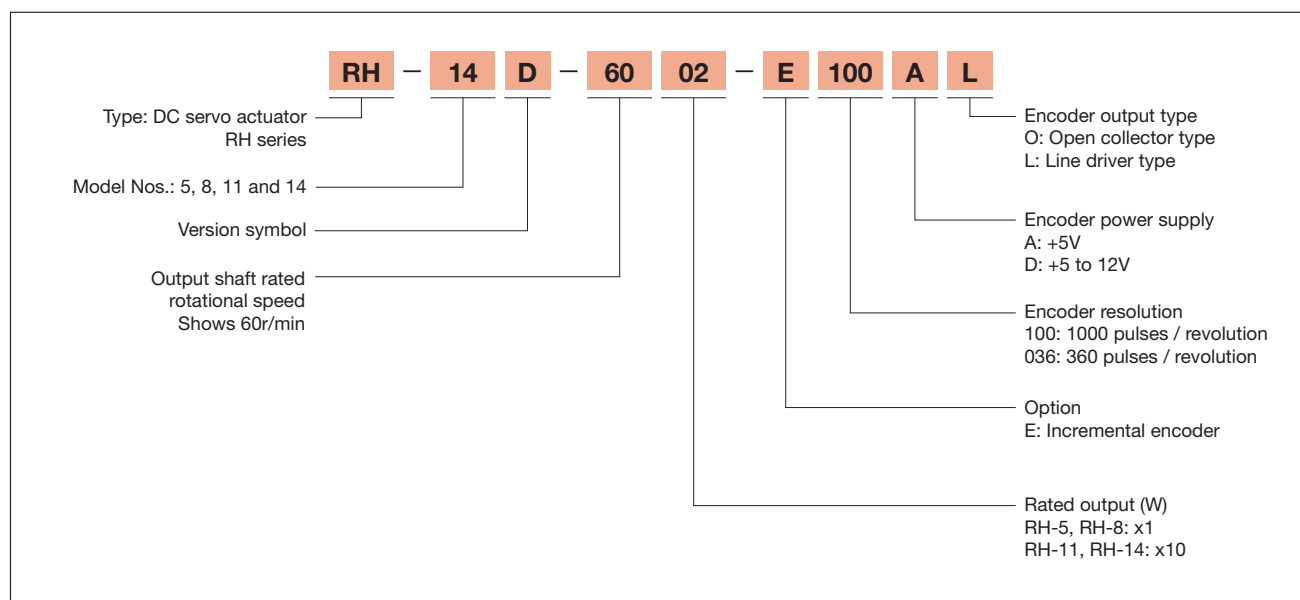 RH – 14 D – 60 02 – E 100 A L
Type: DC servo actuator
RH series
Model Nos.: 5, 8, 11 and 14
Version symbol
Output shaft rated
rotational speed
Shows 60r/min
Encoder output type
O: Open collector type
L: Line driver type
Encoder power supply
A: +5V
D: +5 to 12V
Encoder resolution
100: 1000 pulses / revolution
036: 360 pulses / revolution
Option
E: Incremental encoder
Rated output (W)
RH-5, RH-8: x1
RH-11, RH-14: x10